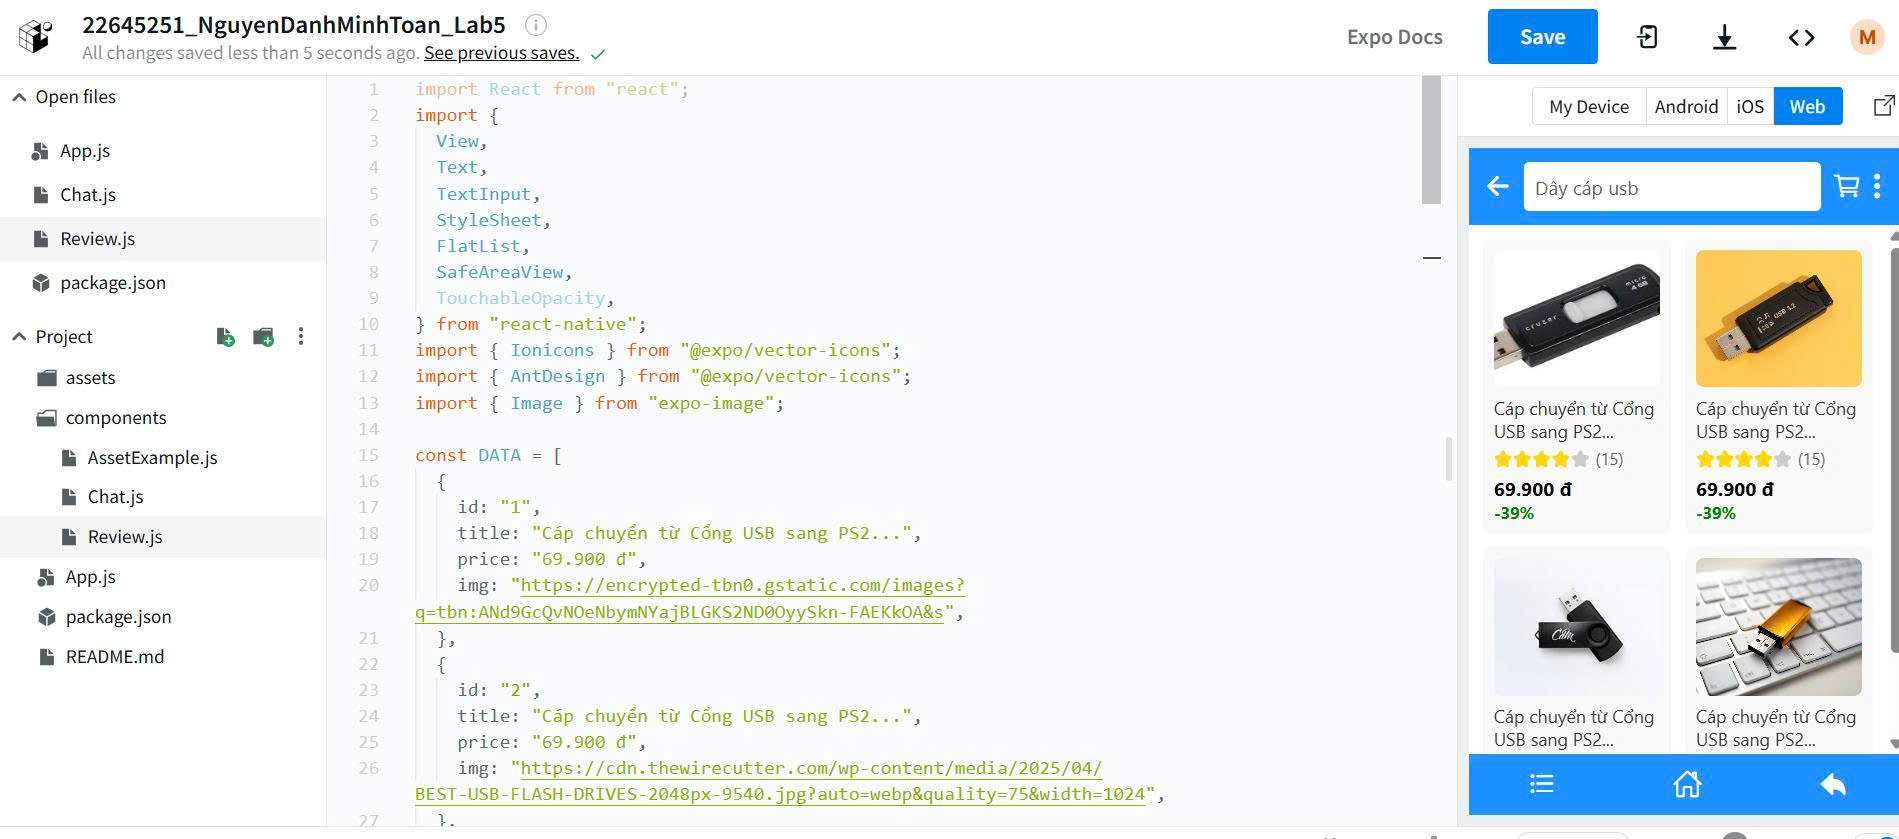 22645251_NguyenDanhMinhToan_Lab5
All changes saved less than 5 seconds ago. See previous saves.
Expo Docs
Save
M
Open files
App.js
Chat.js
Review.js
package.json
Project
assets
components
AssetExample.js
Chat.js
Review.js
App.js
package.json
README.md
1 import React from "react";
2 import {
3 View,
4 Text,
5 TextInput,
6 StyleSheet,
7 FlatList,
8 SafeAreaView,
9 TouchableOpacity,
10 } from "react-native";
11 import { Ionicons } from "@expo/vector-icons";
12 import { AntDesign } from "@expo/vector-icons";
13 import { Image } from "expo-image";
14
15 const DATA = [
16 {
17 id: "1",
18 title: "Cáp chuyển từ Cổng USB sang PS2...",
19 price: "69.900 đ",
20 img: "https://encrypted-tbn0.gstatic.com/images?
q=tbn:ANd9GcQvNOeNbymNYajBLGKS2ND0OyySkn-FAEKkOA&s",
21 },
22 {
23 id: "2",
24 title: "Cáp chuyển từ Cổng USB sang PS2...",
25 price: "69.900 đ",
26 img: "https://cdn.thewirecutter.com/wp-content/media/2025/04/
BEST-USB-FLASH-DRIVES-2048px-9540.jpg?auto=webp&quality=75&width=1024",
27 },
My Device
Android
iOS
Web
Dây cáp usb
cruzer
micro
4 GB
USB 3.2
Cáp chuyển từ Cổng
USB sang PS2...
(15)
69.900 đ
-39%
Cáp chuyển từ Cổng
USB sang PS2...
(15)
69.900 đ
-39%
Cáp chuyển từ Cổng
USB sang PS2...
Cáp chuyển từ Cổng
USB sang PS2...